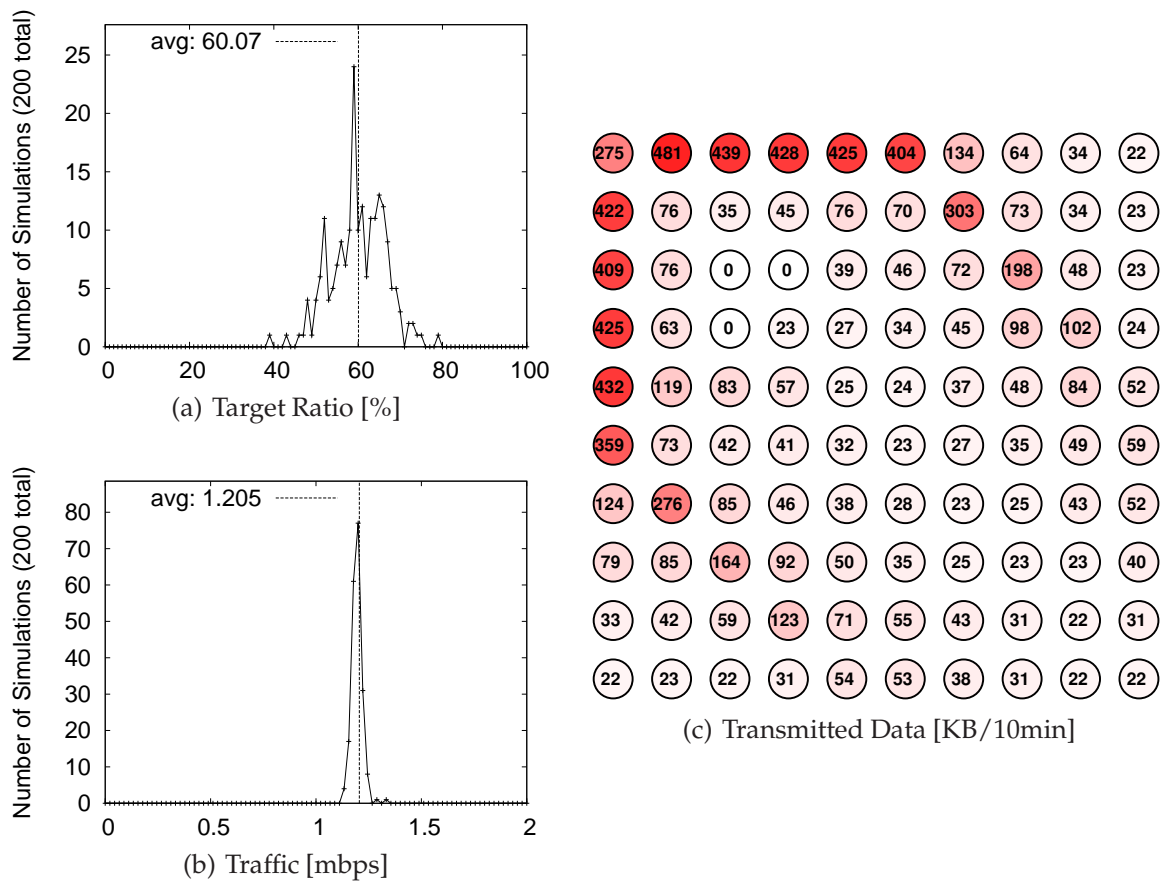 avg: 60.07
Number of Simulations (200 total)
25
20
15
10
5
0
0 20 40 60 80 100
(a) Target Ratio [%]
avg: 1.205
Number of Simulations (200 total)
80
70
60
50
40
30
20
10
0
0 0.5 1 1.5 2
(b) Traffic [mbps]
275 481 439 428 425 404 134 64 34 22
422 76 35 45 76 70 303 73 34 23
409 76 0 0 39 46 72 198 48 23
425 63 0 23 27 34 45 98 102 24
432 119 83 57 25 24 37 48 84 52
359 73 42 41 32 23 27 35 49 59
124 276 85 46 38 28 23 25 43 52
79 85 164 92 50 35 25 23 23 40
33 42 59 123 71 55 43 31 22 31
22 23 22 31 54 53 38 31 22 22
(c) Transmitted Data [KB/10min]